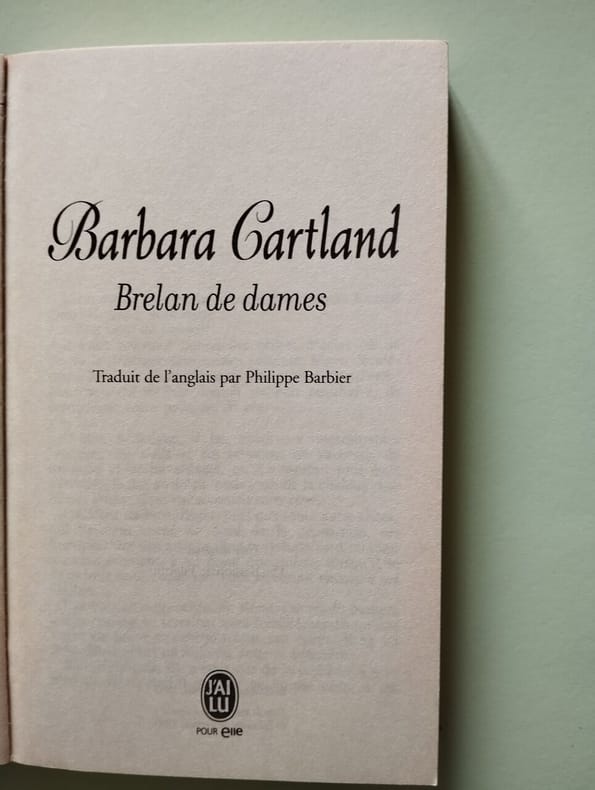 Barbara Cartland
Brelan de dames
Traduit de l'anglais par Philippe Barbier
J'AI
LU
POUR elle